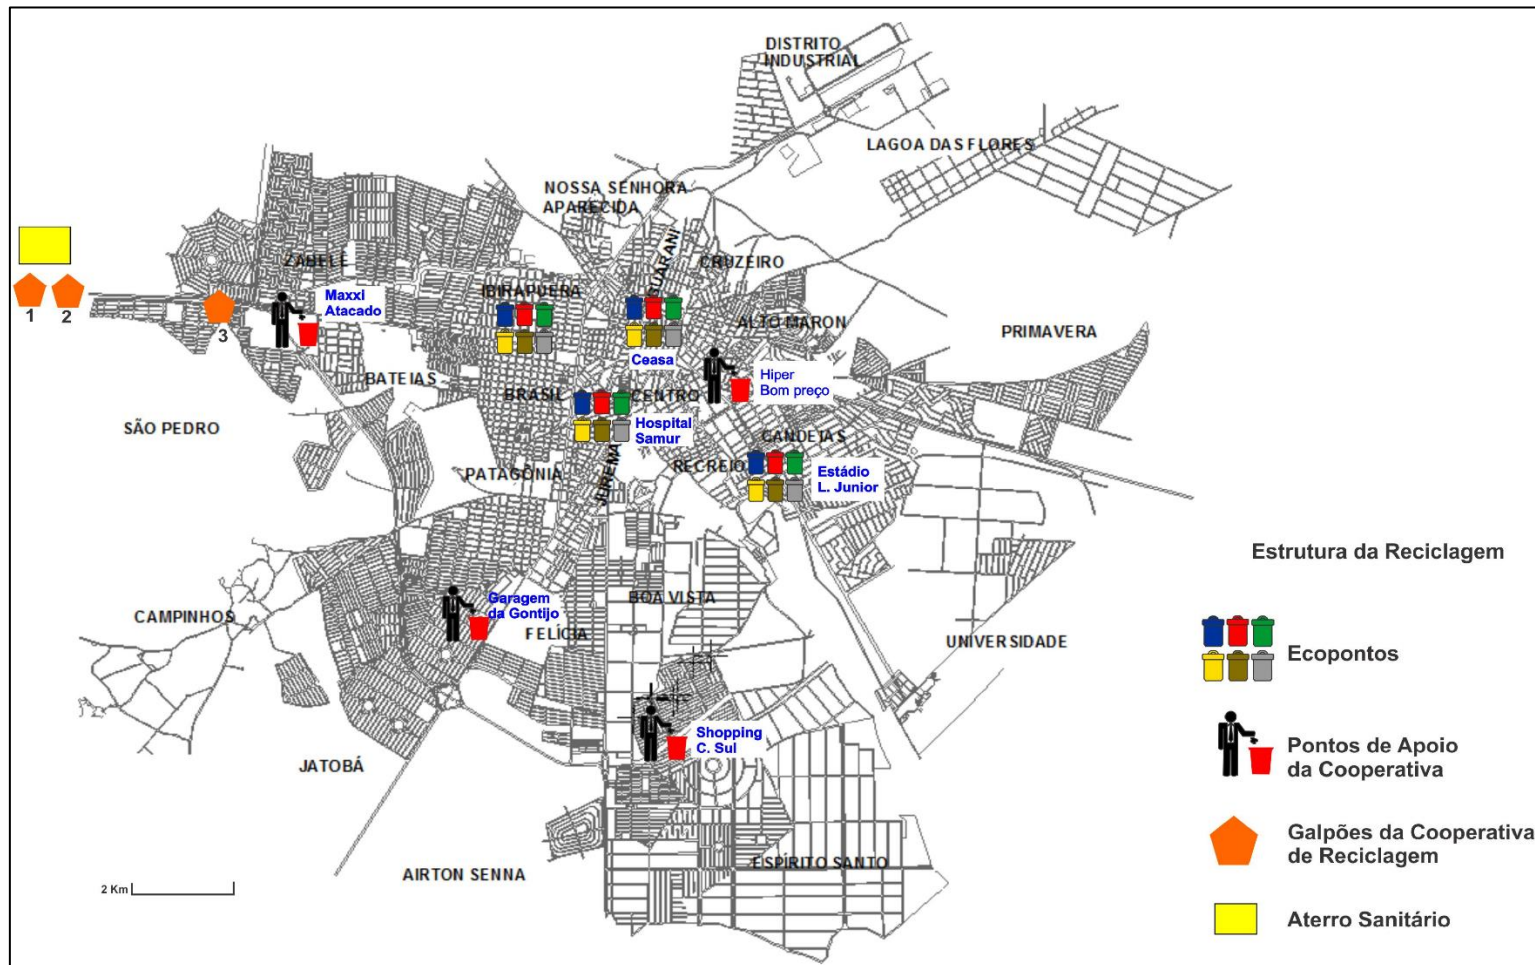 DISTRITO
INDUSTRIAL
LAGOA DAS FLORES
NOSSA SENHORA
APARECIDA
GUARANI
CRUZEIRO
ZABELÊ
IBIRAPUERA
Maxxi
Atacado
1
2
3
ALTO MARON
PRIMAVERA
Ceasa
BATEIAS
Hiper
Bom preço
BRASIL
CENTRO
SÃO PEDRO
Hospital
Samur
CANDEIAS
PATAGÔNIA
JUREMA
RECREIO
Estádio
L. Junior
Estrutura da Reciclagem
Garagem
da Gontijo
BOA VISTA
CAMPINHOS
FELÍCIA
UNIVERSIDADE
Ecopontos
Shopping
C. Sul
JATOBÁ
Pontos de Apoio
da Cooperativa
Galpões da Cooperativa
de Reciclagem
ESPÍRITO SANTO
AIRTON SENNA
2 Km
Aterro Sanitário